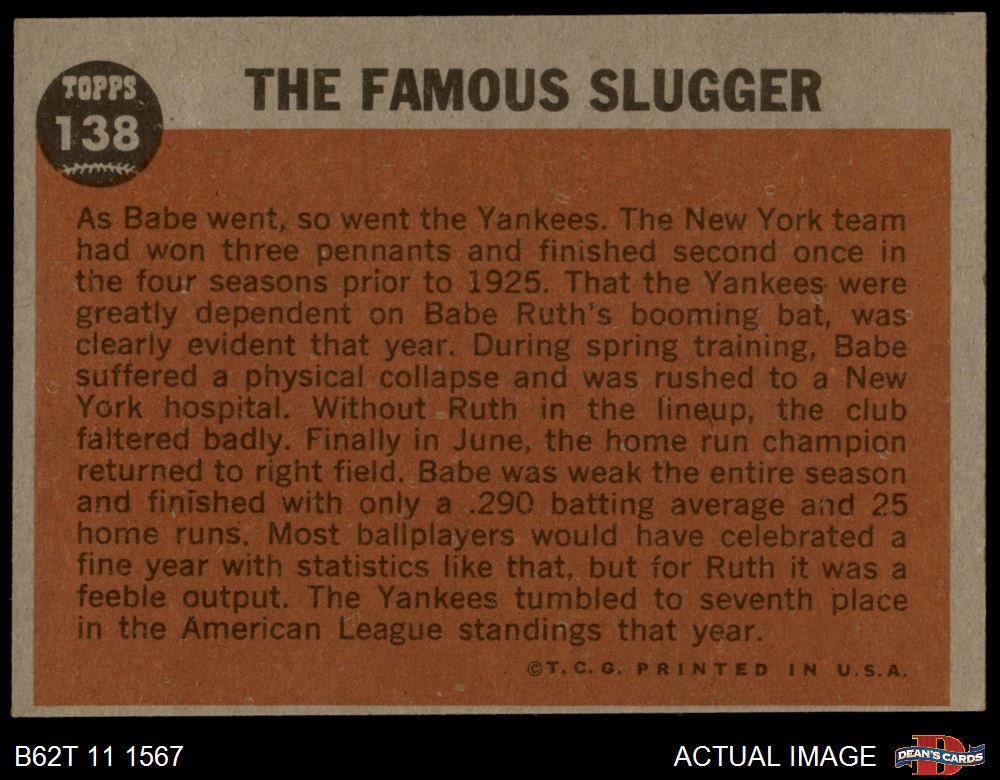 TOPPS
138
THE FAMOUS SLUGGER
As Babe went, so went the Yankees. The New York team
had won three pennants and finished second once in
the four seasons prior to 1925. That the Yankees were
greatly dependent on Babe Ruth's booming bat, was
clearly evident that year. During spring training, Babe
suffered a physical collapse and was rushed to a New
York hospital. Without Ruth in the lineup, the club
faltered badly. Finally in June, the home run champion
returned to right field. Babe was weak the entire season
and finished with only a .290 batting average and 25
home runs. Most ballplayers would have celebrated a
fine year with statistics like that, but for Ruth it was a
feeble output. The Yankees tumbled to seventh place
in the American League standings that year.
©T.C.G. PRINTED IN U.S.A.
B62T 11 1567
ACTUAL IMAGE
DEAN'S CARDS